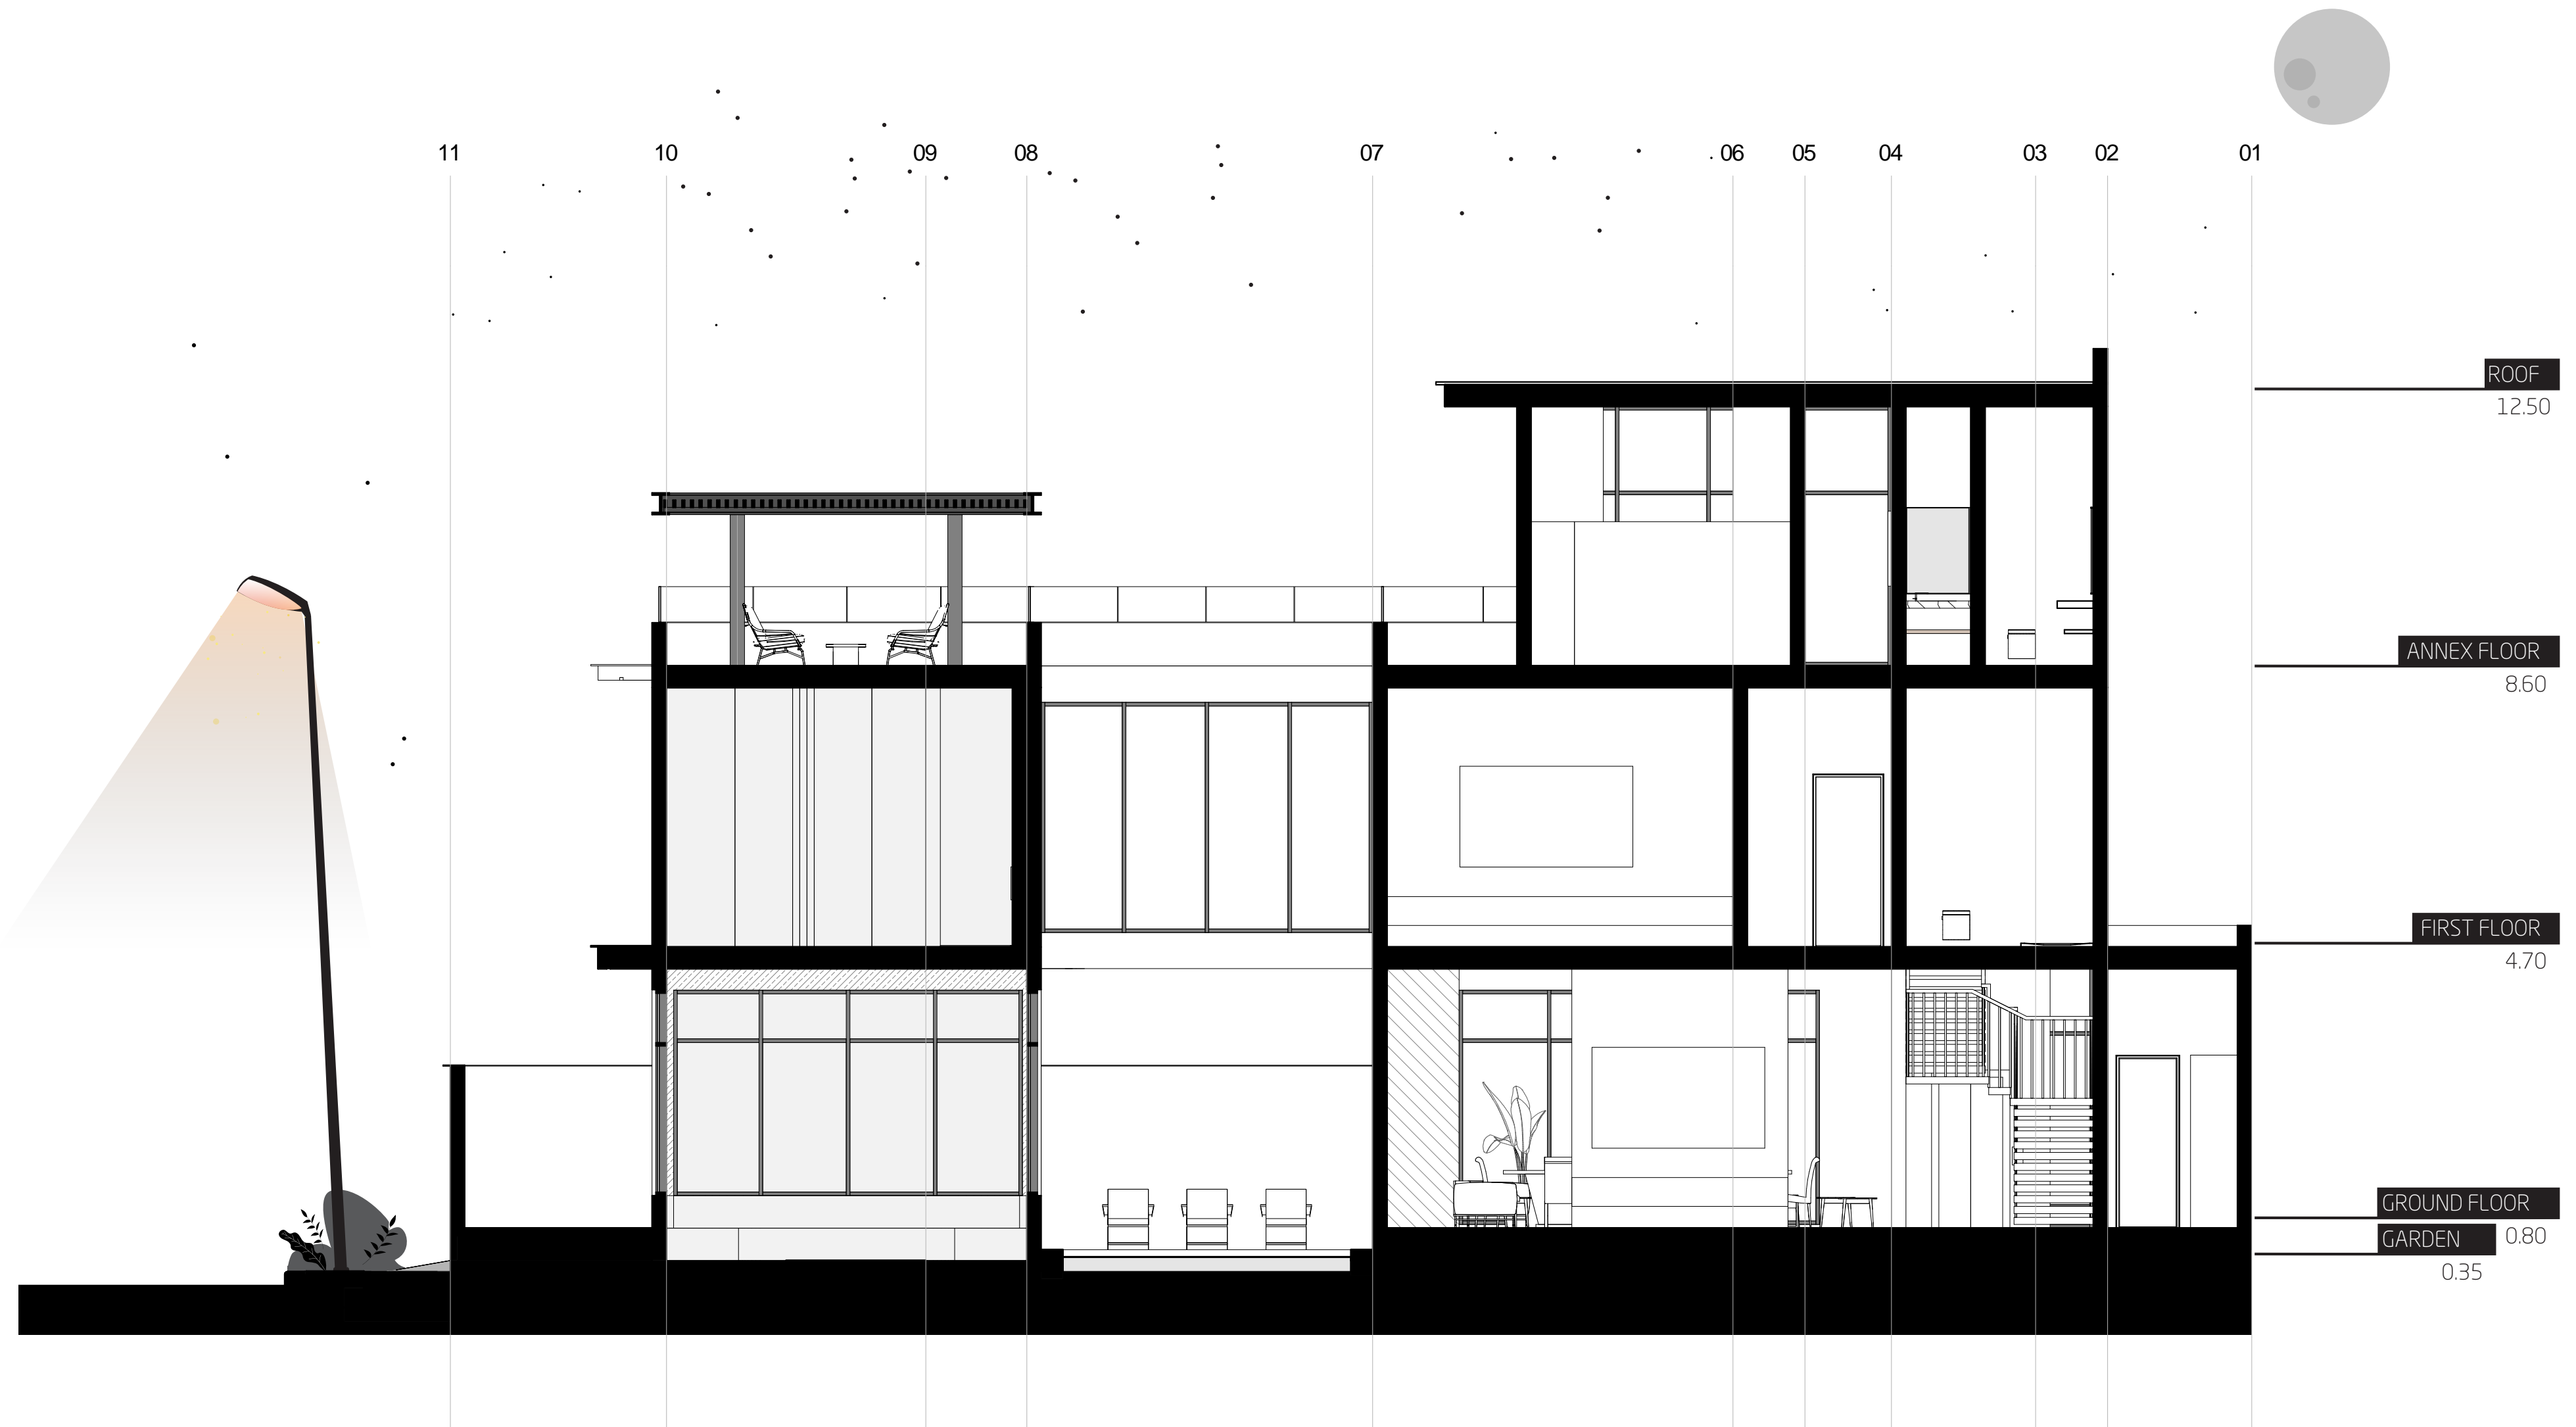 11 10 09 08 07 06 05 04 03 02 01
ROOF
12.50
ANNEX FLOOR
8.60
FIRST FLOOR
4.70
GROUND FLOOR
0.80
GARDEN
0.35